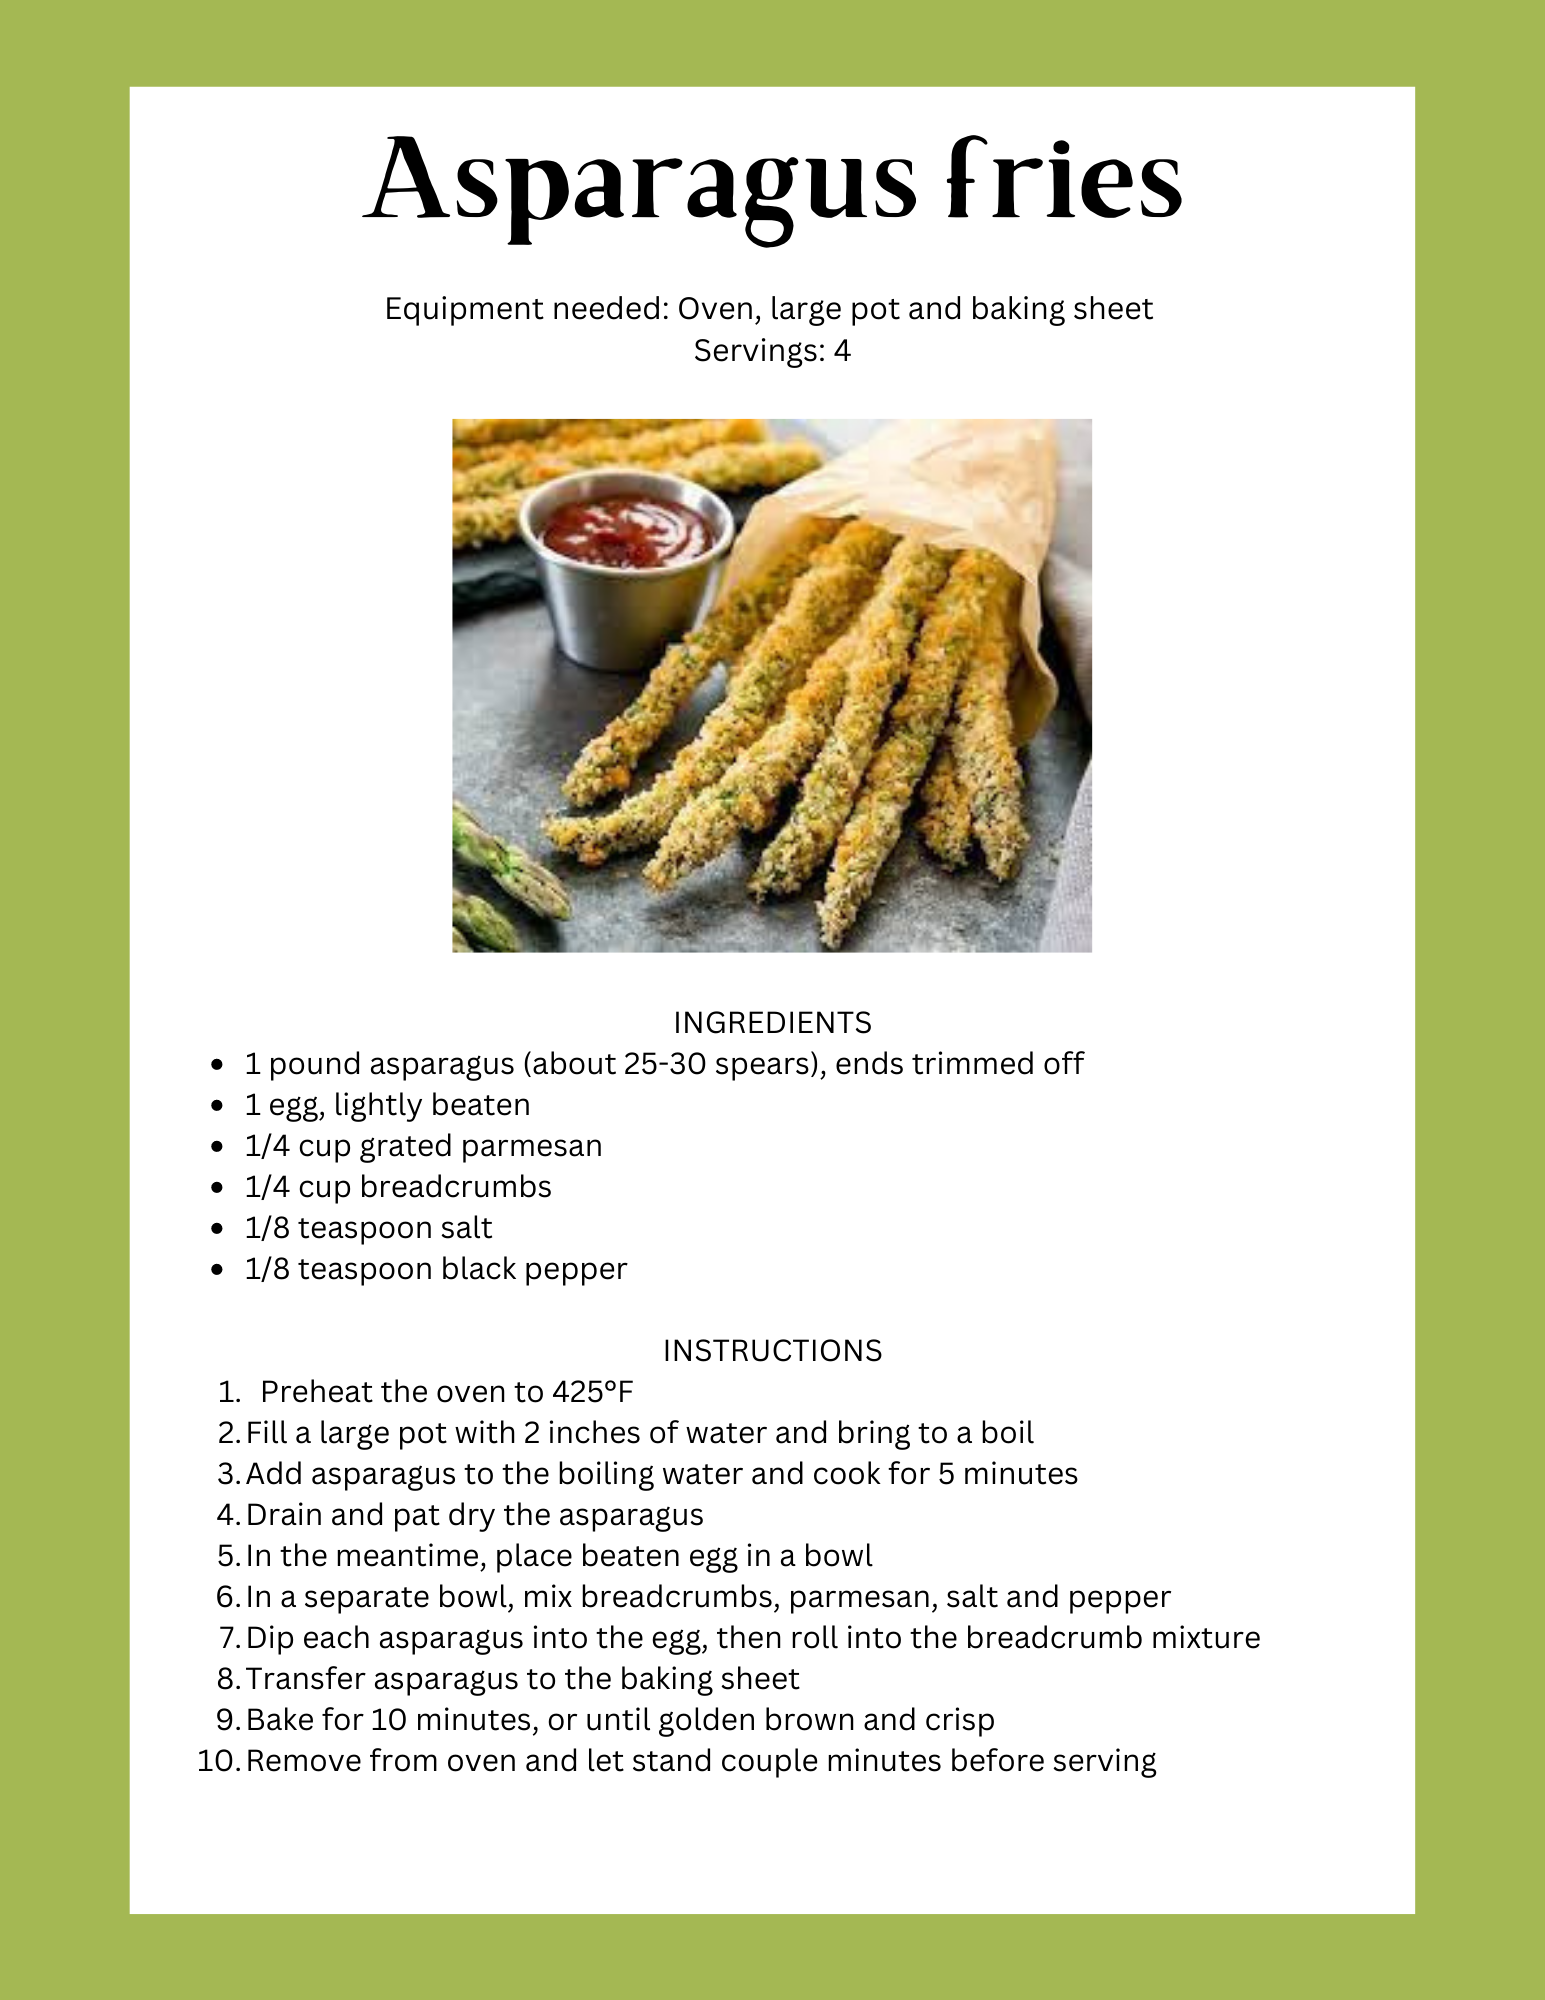 Asparagus fries
Equipment needed: Oven, large pot and baking sheet
Servings: 4
INGREDIENTS
• 1 pound asparagus (about 25-30 spears), ends trimmed off
• 1 egg, lightly beaten
• 1/4 cup grated parmesan
• 1/4 cup breadcrumbs
• 1/8 teaspoon salt
• 1/8 teaspoon black pepper
INSTRUCTIONS
1. Preheat the oven to 425°F
2. Fill a large pot with 2 inches of water and bring to a boil
3. Add asparagus to the boiling water and cook for 5 minutes
4. Drain and pat dry the asparagus
5. In the meantime, place beaten egg in a bowl
6. In a separate bowl, mix breadcrumbs, parmesan, salt and pepper
7. Dip each asparagus into the egg, then roll into the breadcrumb mixture
8. Transfer asparagus to the baking sheet
9. Bake for 10 minutes, or until golden brown and crisp
10. Remove from oven and let stand couple minutes before serving